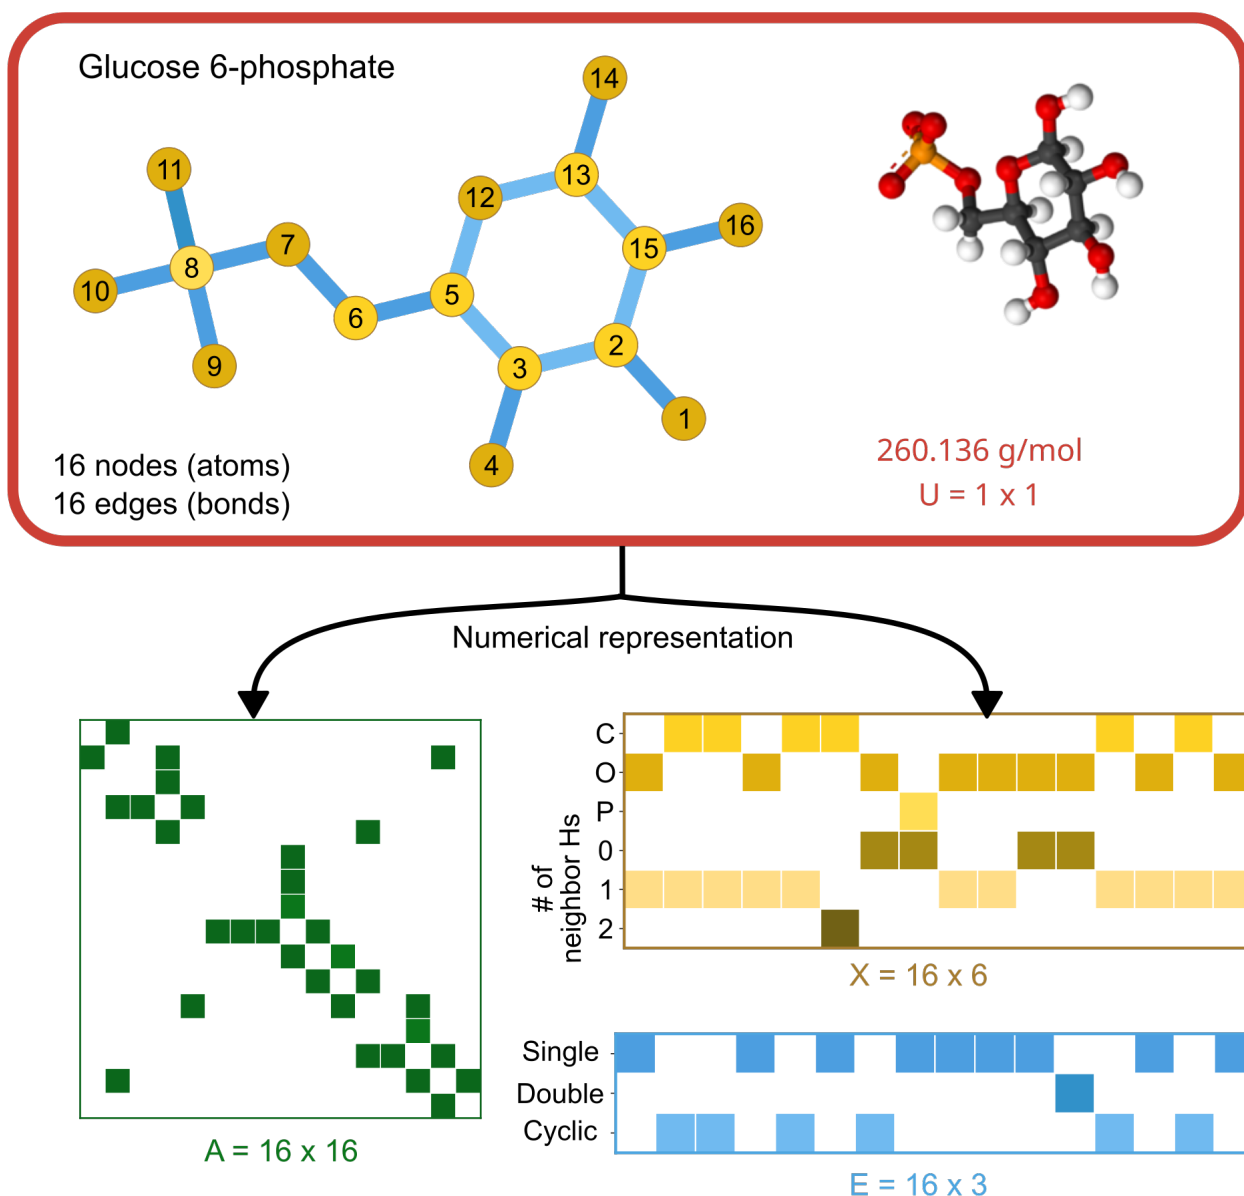 Glucose 6-phosphate
14
11
13
12
16
7
15
8
10
5
6
2
9
3
1
4
16 nodes (atoms)
16 edges (bonds)
260.136 g/mol
U = 1 x 1
Numerical representation
C
O
P
0
1
2
# of
neighbor Hs
X = 16 x 6
Single
Double
Cyclic
A = 16 x 16
E = 16 x 3